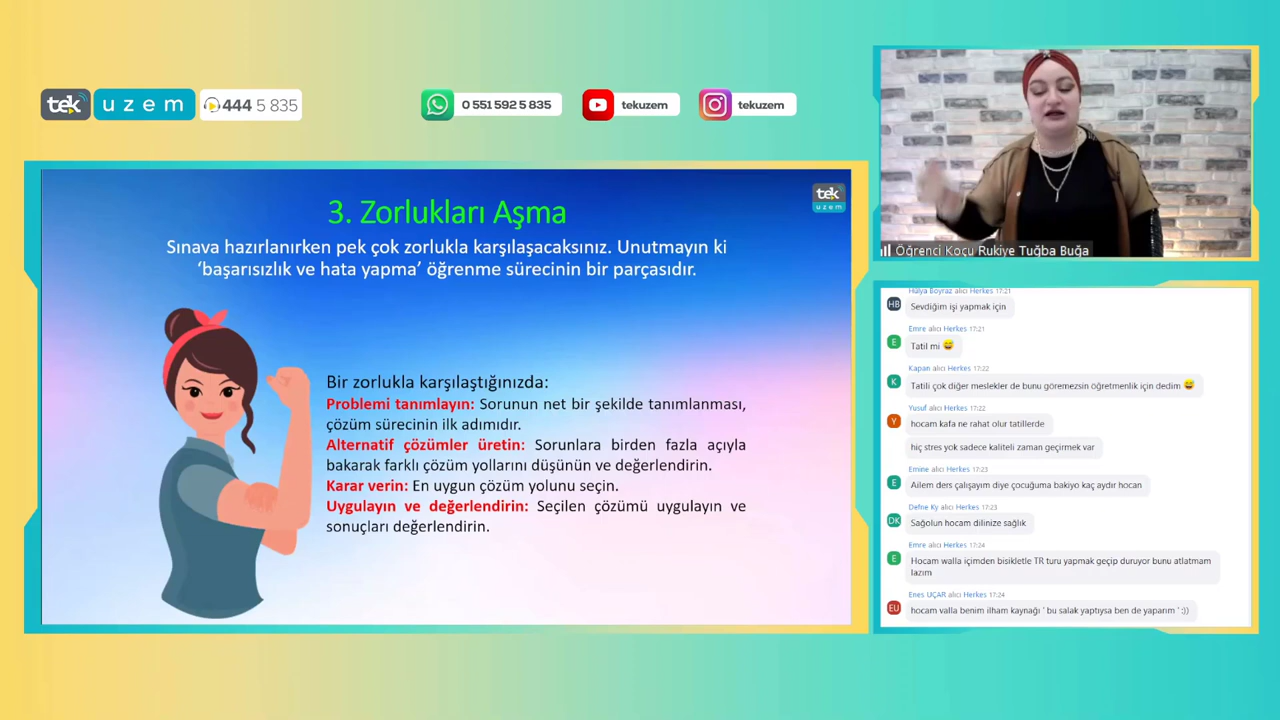 tek uzem 444 5 835
0 551 592 5 835
tekuzem
tekuzem
tek
uzem
3. Zorlukları Aşma
Sınava hazırlanırken pek çok zorlukla karşılaşacaksınız. Unutmayın ki
‘başarısızlık ve hata yapma’ öğrenme sürecinin bir parçasıdır.
Bir zorlukla karşılaştığınızda:
Problemi tanımlayın: Sorunun net bir şekilde tanımlanması,
çözüm sürecinin ilk adımıdır.
Alternatif çözümler üretin: Sorunlara birden fazla açıyla
bakarak farklı çözüm yollarını düşünün ve değerlendirin.
Karar verin: En uygun çözüm yolunu seçin.
Uygulayın ve değerlendirin: Seçilen çözümü uygulayın ve
sonuçları değerlendirin.
Öğrenci Koçu Rukiye Tuğba Buğa
Hülya Boyraz alıcı Herkes 17:21
HB
Sevdiğim işi yapmak için
Emre alıcı Herkes 17:21
E
Tatil mi 😅
Kapan alıcı Herkes 17:22
K
Tatili çok diğer meslekler de bunu göremezsin öğretmenlik için dedim 😅
Yusuf alıcı Herkes 17:22
Y
hocam kafa ne rahat olur tatillerde
hiç stres yok sadece kaliteli zaman geçirmek var
Emine alıcı Herkes 17:23
E
Ailem ders çalışayım diye çocuğuma bakiyo kaç aydır hocan
Defne Ky alıcı Herkes 17:23
DK
Sağolun hocam dilinize sağlık
Emre alıcı Herkes 17:24
E
Hocam walla içimden bisikletle TR turu yapmak geçip duruyor bunu atlatmam
lazım
Enes UÇAR alıcı Herkes 17:24
EU
hocam valla benim ilham kaynağı ' bu salak yaptıysa ben de yaparım ' :))